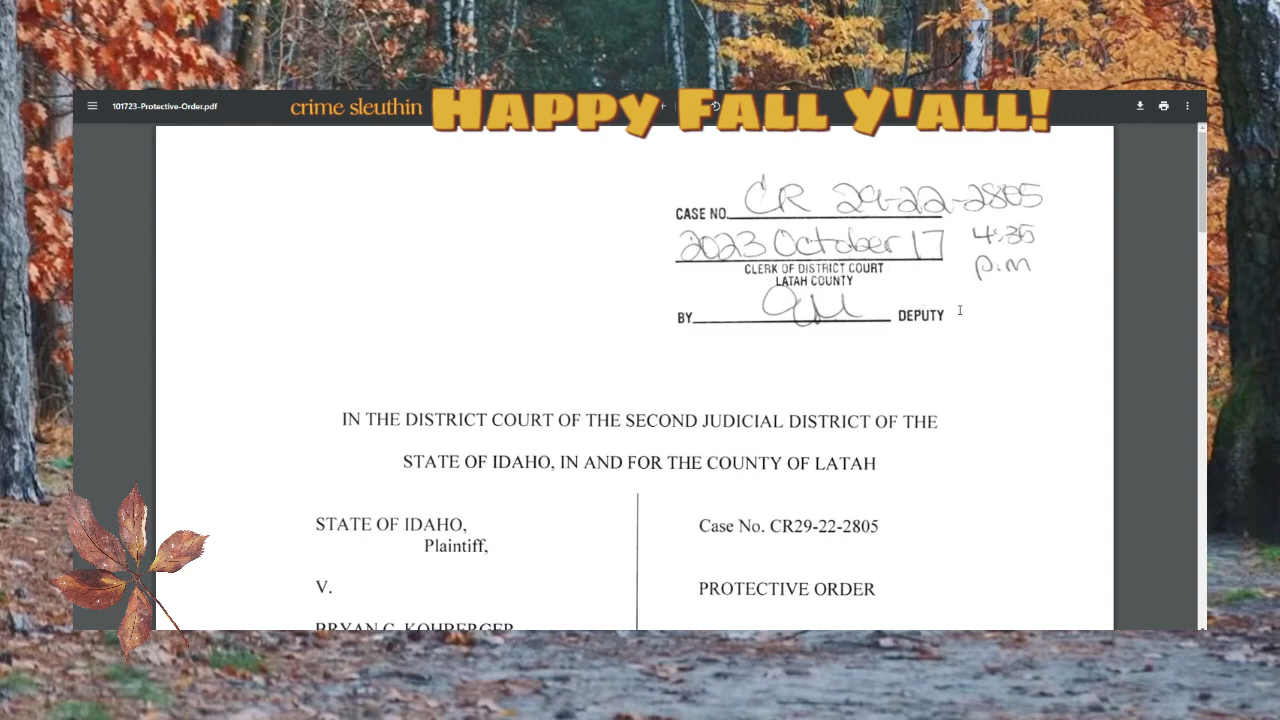 101723-Protective-Order.pdf
crime sleuthin
HAPPY FALL Y'ALL!
CASE NO. CR 29-22-2805
2023 October 17 4:35
p.m
CLERK OF DISTRICT COURT
LATAH COUNTY
BY DEPUTY
IN THE DISTRICT COURT OF THE SECOND JUDICIAL DISTRICT OF THE
STATE OF IDAHO, IN AND FOR THE COUNTY OF LATAH
STATE OF IDAHO,
Plaintiff,
V.
BRYAN C. KOHBERGER
Case No. CR29-22-2805
PROTECTIVE ORDER